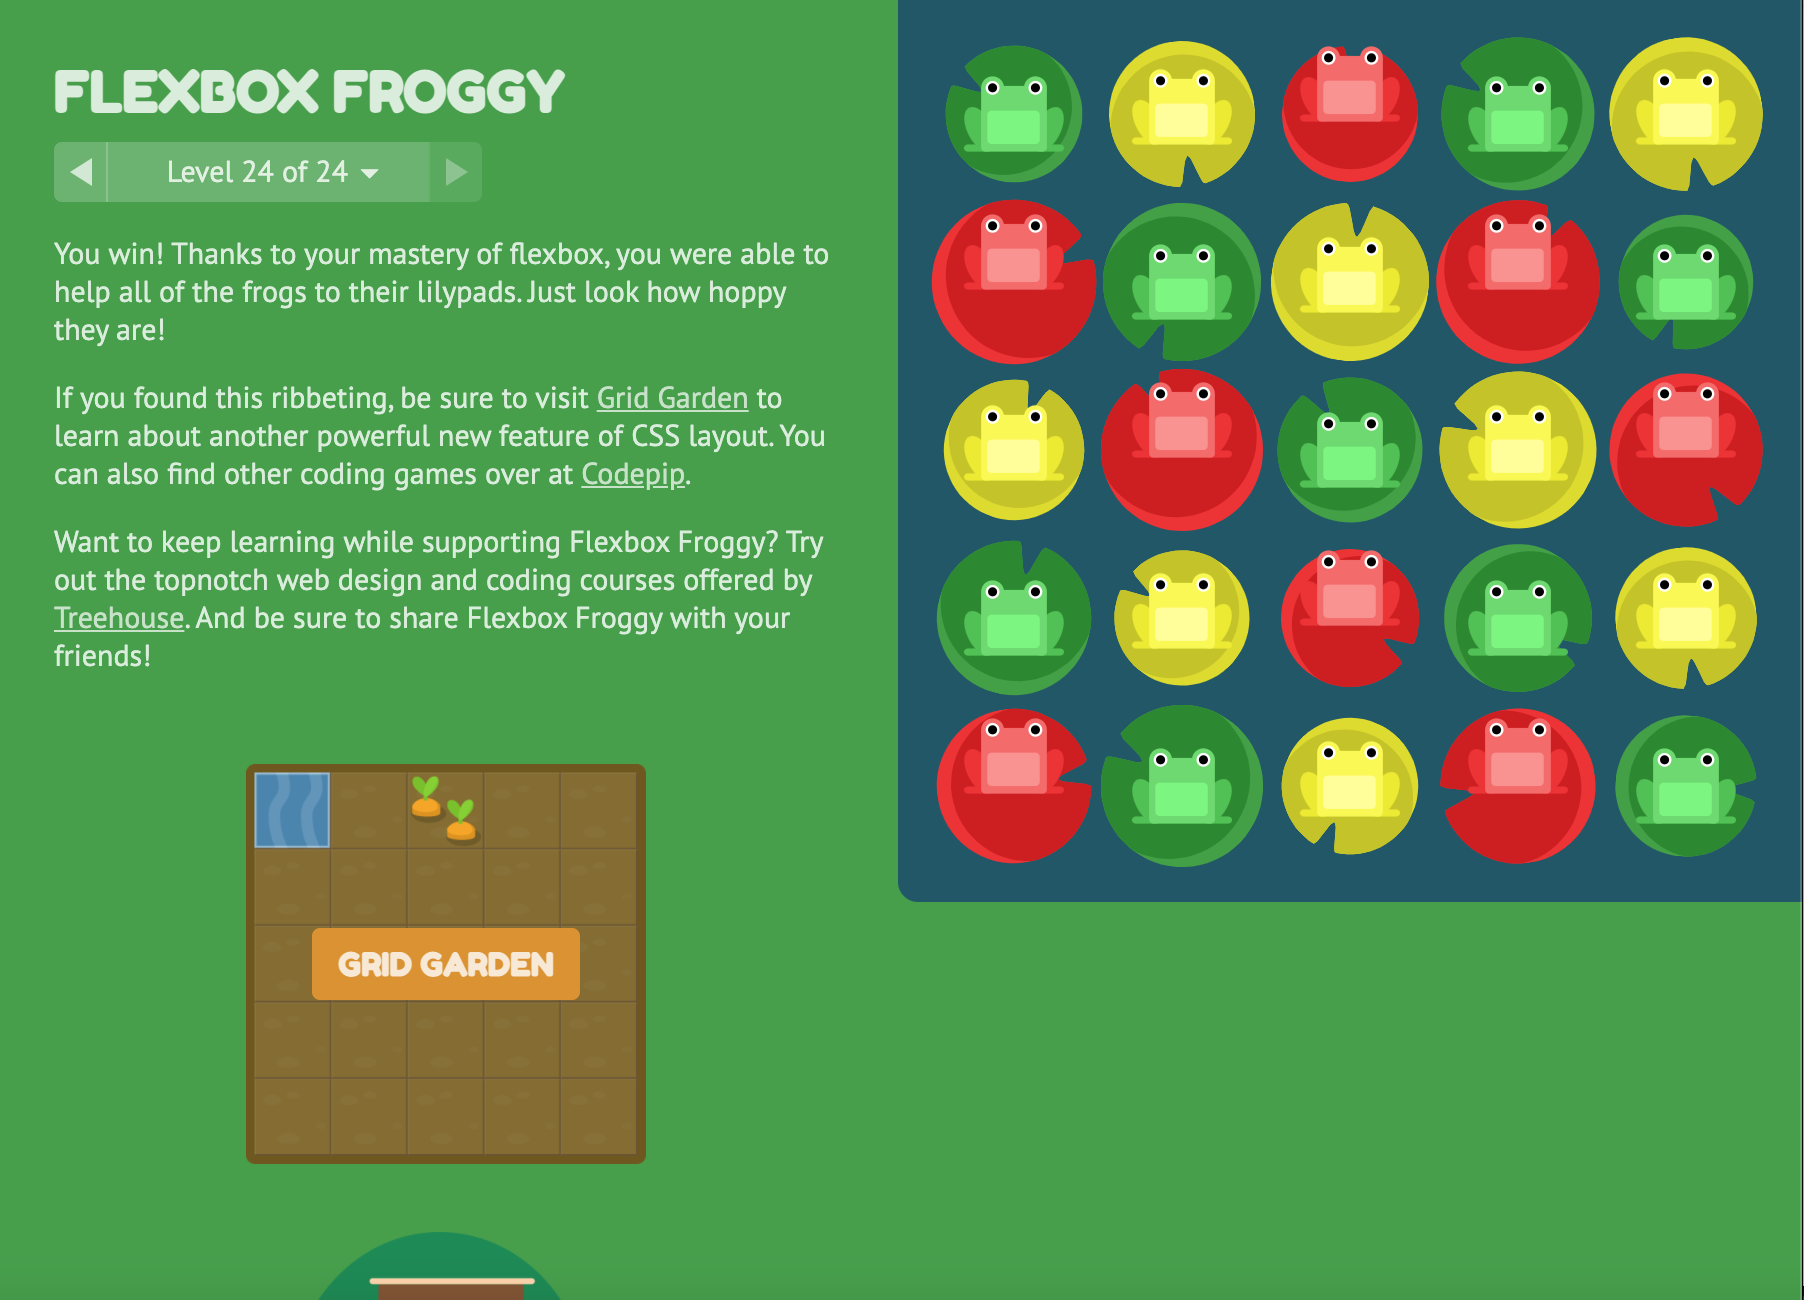 FLEXBOX FROGGY
Level 24 of 24
You win! Thanks to your mastery of flexbox, you were able to
help all of the frogs to their lilypads. Just look how hoppy
they are!
If you found this ribbeting, be sure to visit Grid Garden to
learn about another powerful new feature of CSS layout. You
can also find other coding games over at Codepip.
Want to keep learning while supporting Flexbox Froggy? Try
out the topnotch web design and coding courses offered by
Treehouse. And be sure to share Flexbox Froggy with your
friends!
GRID GARDEN